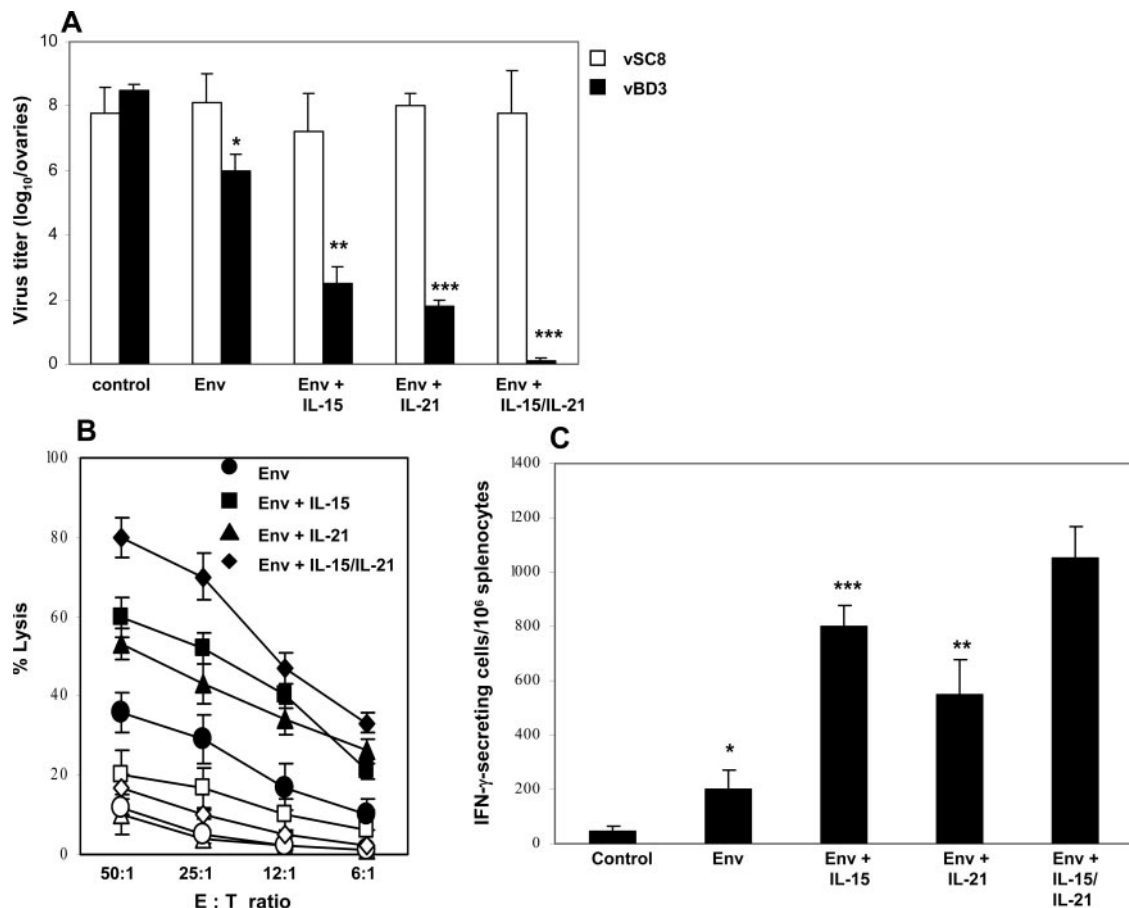 A
Virus titer (log10/ovaries)
10
8
6
4
2
0
*
**
***
***
control
Env
Env +
IL-15
Env +
IL-21
Env +
IL-15/IL-21
vSC8
vBD3
B
% Lysis
100
80
60
40
20
0
Env
Env + IL-15
Env + IL-21
Env + IL-15/IL-21
50:1
25:1
12:1
6:1
E : T ratio
C
IFN-γ-secreting cells/10⁶ splenocytes
1400
1200
1000
800
600
400
200
0
*
***
**
Control
Env
Env +
IL-15
Env +
IL-21
Env +
IL-15/
IL-21